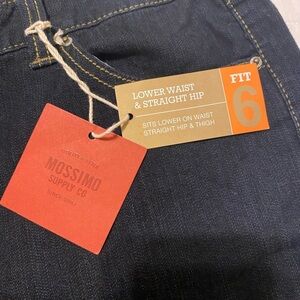 LOWER WAIST
& STRAIGHT HIP
SITS LOWER ON WAIST
STRAIGHT HIP & THIGH
FIT
6
MOSSIMO
SUPPLY CO